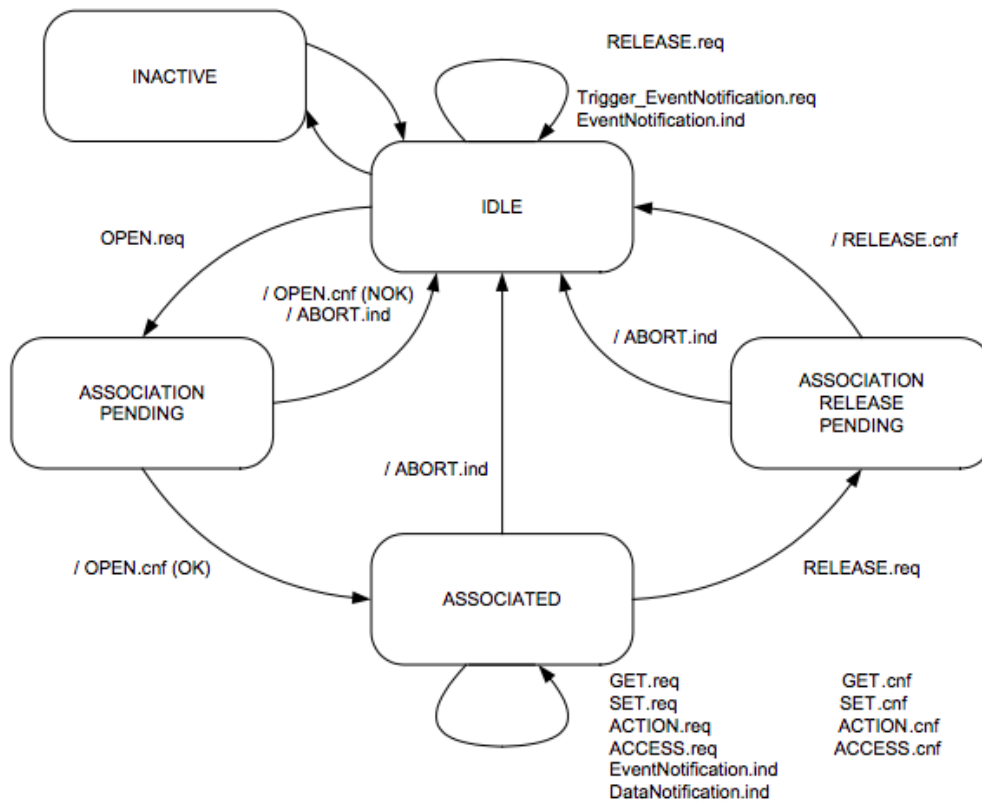 RELEASE.req
INACTIVE
Trigger_EventNotification.req
EventNotification.ind
IDLE
OPEN.req
/ RELEASE.cnf
/ OPEN.cnf (NOK)
/ ABORT.ind
/ ABORT.ind
ASSOCIATION
PENDING
ASSOCIATION
RELEASE
PENDING
/ ABORT.ind
/ OPEN.cnf (OK)
RELEASE.req
ASSOCIATED
GET.req
SET.req
ACTION.req
ACCESS.req
EventNotification.ind
DataNotification.ind
GET.cnf
SET.cnf
ACTION.cnf
ACCESS.cnf